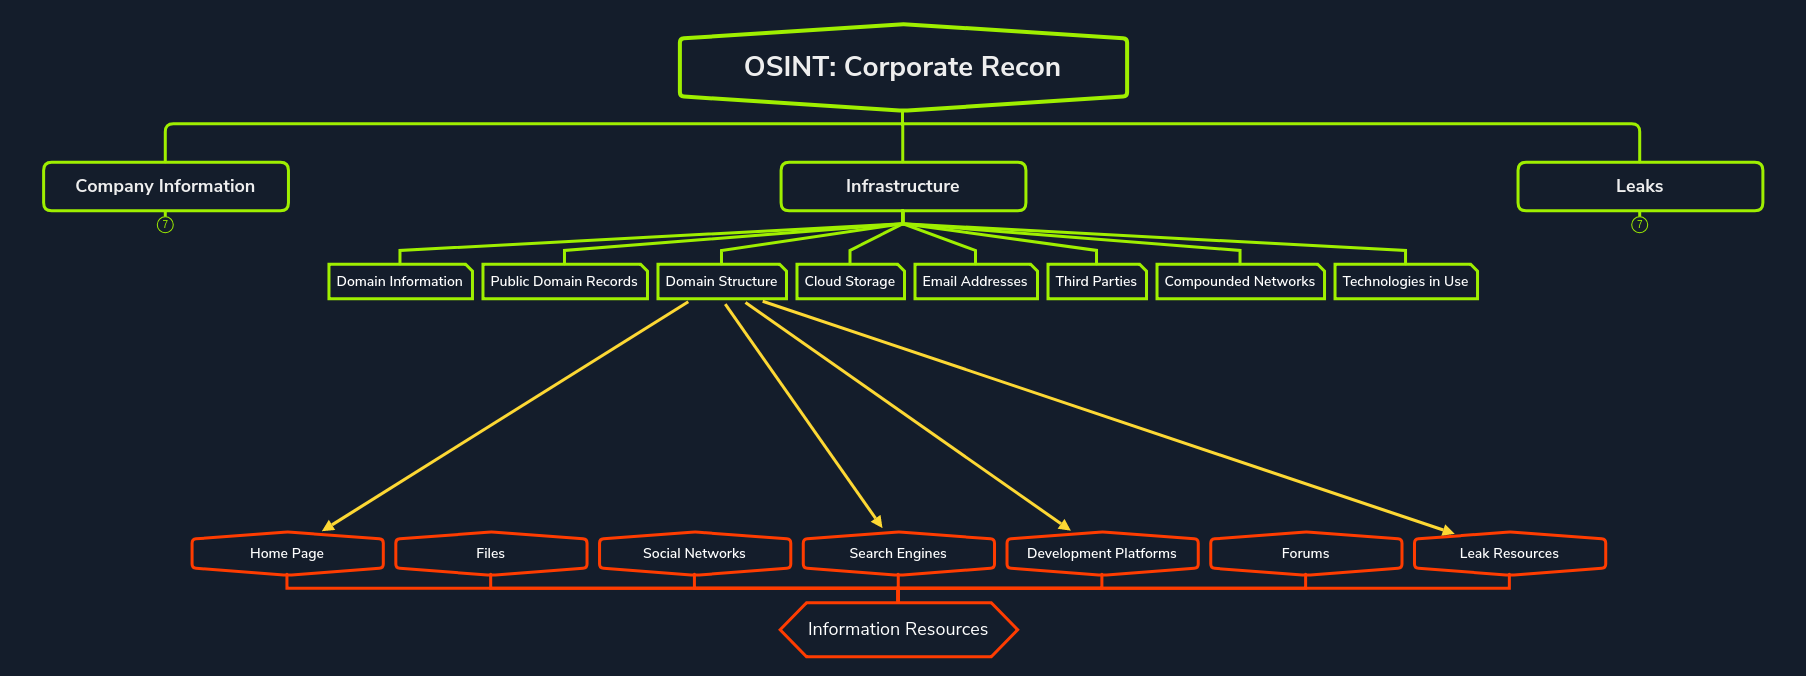 OSINT: Corporate Recon
Company Information
Infrastructure
Leaks
7
7
Domain Information
Public Domain Records
Domain Structure
Cloud Storage
Email Addresses
Third Parties
Compounded Networks
Technologies in Use
Home Page
Files
Social Networks
Search Engines
Development Platforms
Forums
Leak Resources
Information Resources